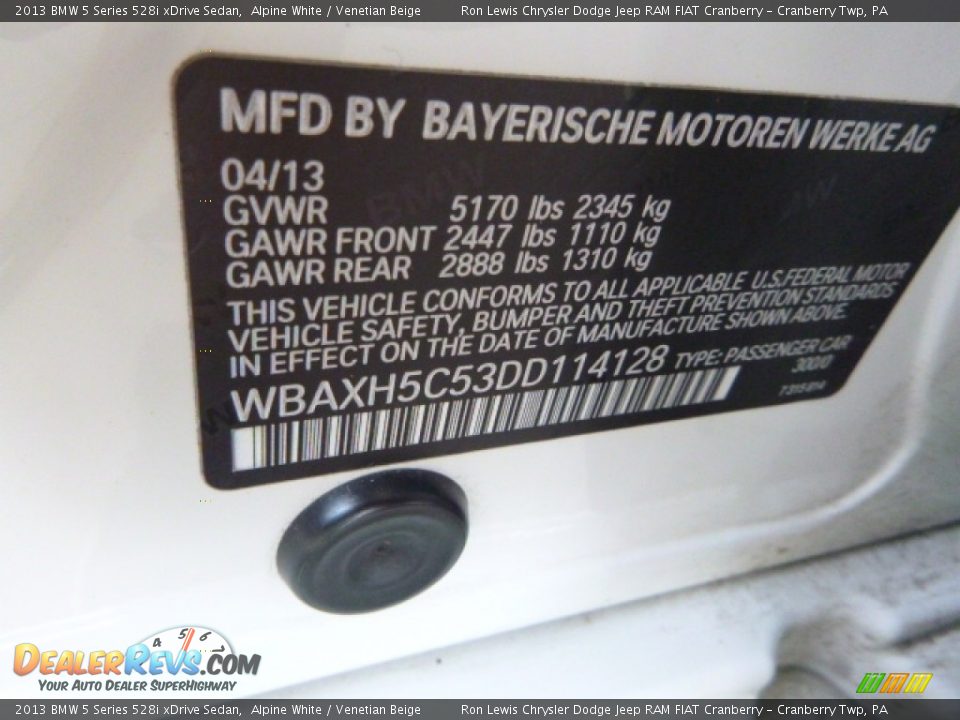 2013 BMW 5 Series 528i xDrive Sedan, Alpine White / Venetian Beige Ron Lewis Chrysler Dodge Jeep RAM FIAT Cranberry - Cranberry Twp, PA
MFD BY BAYERISCHE MOTOREN WERKE AG
04/13
GVWR 5170 lbs 2345 kg
GAWR FRONT 2447 lbs 1110 kg
GAWR REAR 2888 lbs 1310 kg
THIS VEHICLE CONFORMS TO ALL APPLICABLE U.S.FEDERAL MOTOR
VEHICLE SAFETY, BUMPER AND THEFT PREVENTION STANDARDS
IN EFFECT ON THE DATE OF MANUFACTURE SHOWN ABOVE.
WBAXH5C53DD114128 TYPE: PASSENGER CAR
4 5 6 7
DEALERREVS.COM
YOUR AUTO DEALER SUPERHIGHWAY
2013 BMW 5 Series 528i xDrive Sedan, Alpine White / Venetian Beige Ron Lewis Chrysler Dodge Jeep RAM FIAT Cranberry - Cranberry Twp, PA